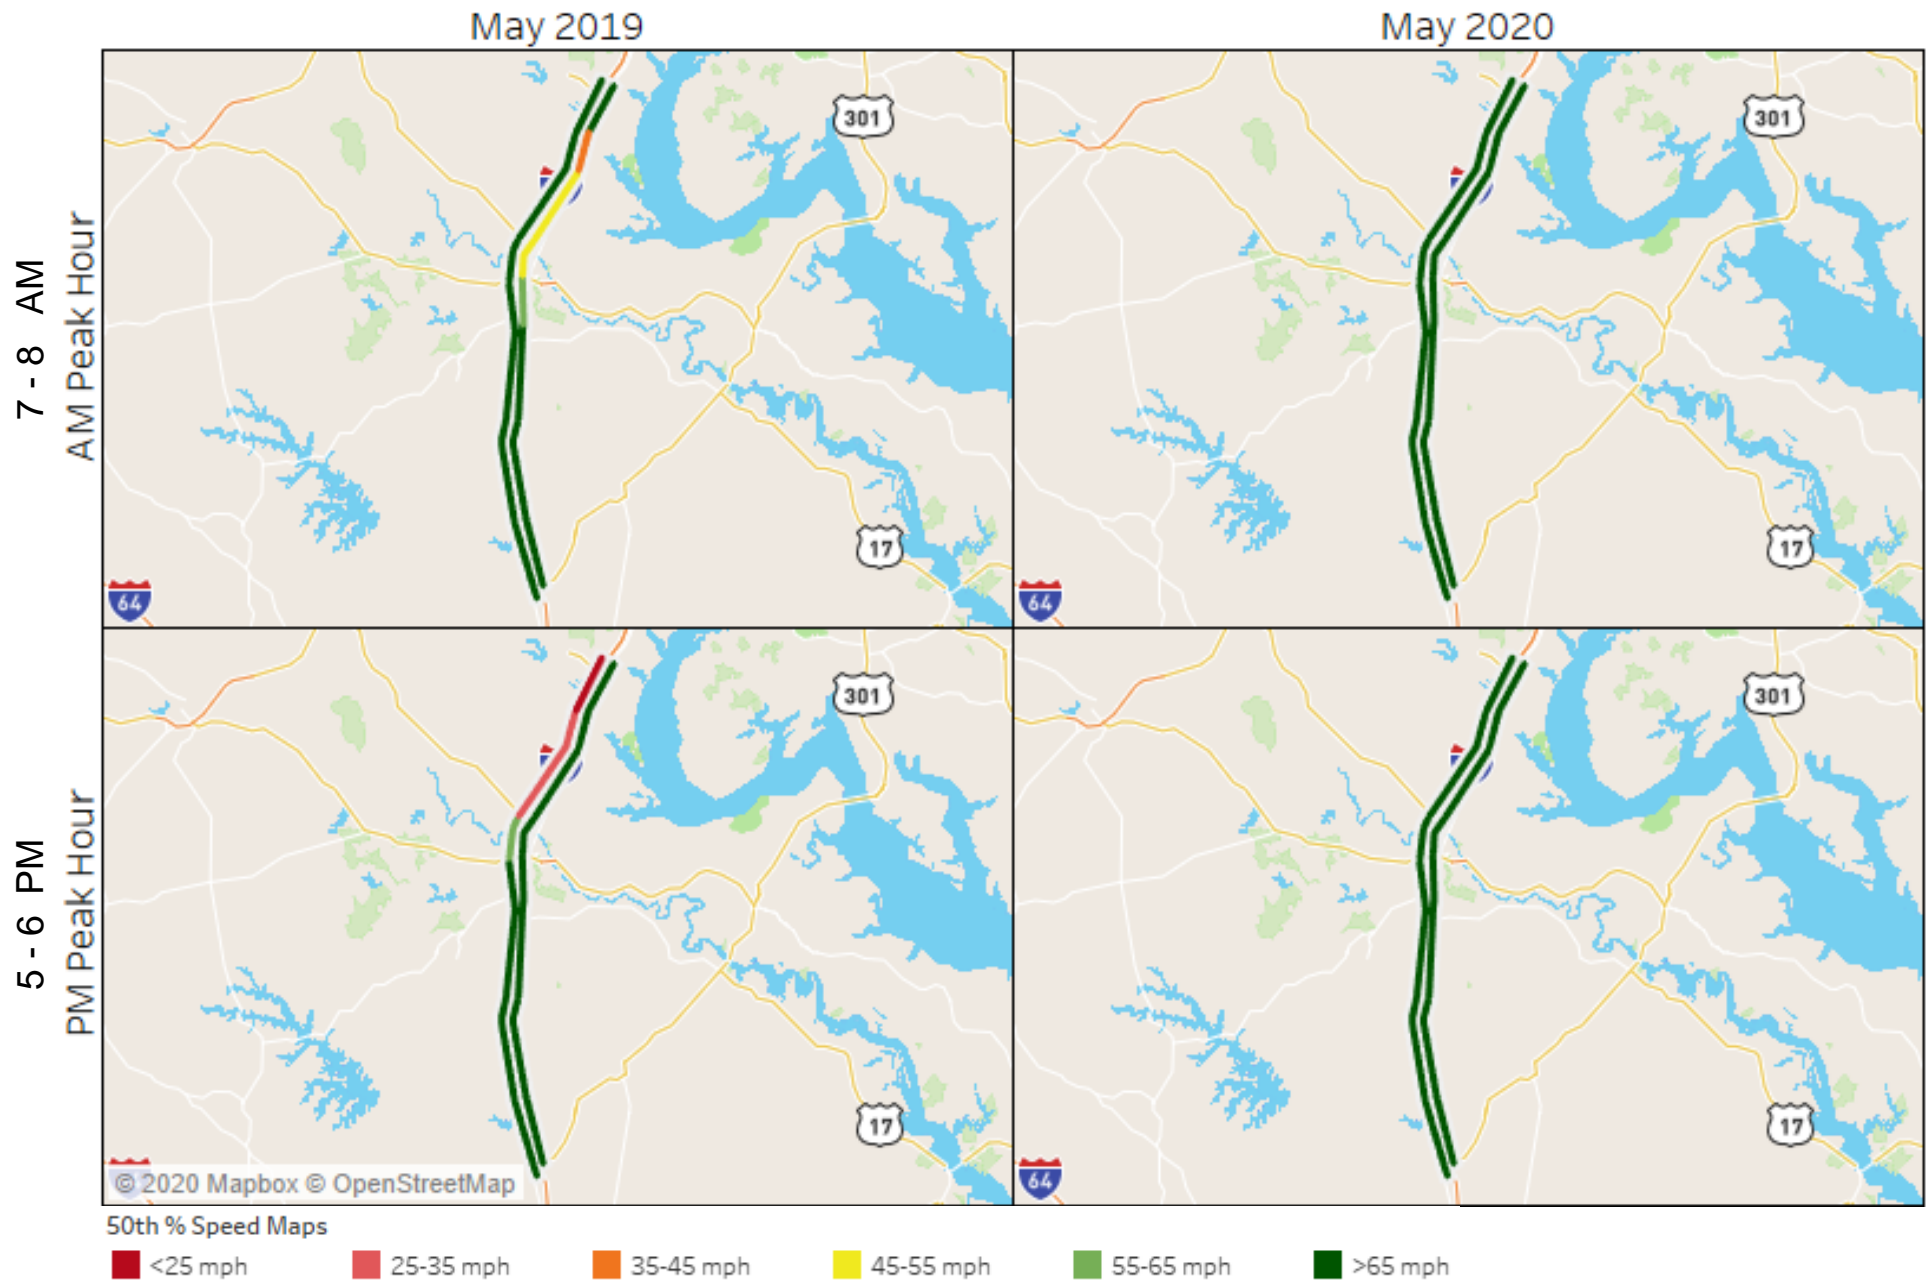 May 2019
May 2020
7 - 8 AM
AM Peak Hour
301
17
64
301
17
64
5 - 6 PM
PM Peak Hour
301
17
© 2020 Mapbox © OpenStreetMap
301
17
64
50th % Speed Maps
<25 mph
25-35 mph
35-45 mph
45-55 mph
55-65 mph
>65 mph